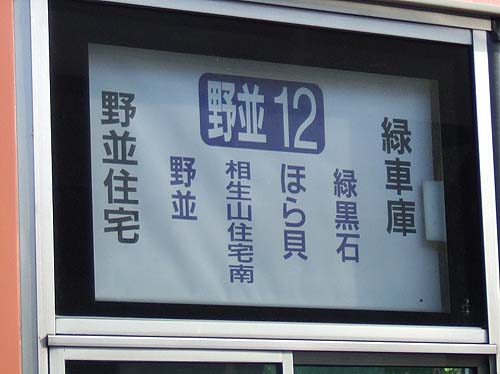 野並12
緑車庫
緑黒石
ほら貝
相生山住宅南
野並
野並住宅